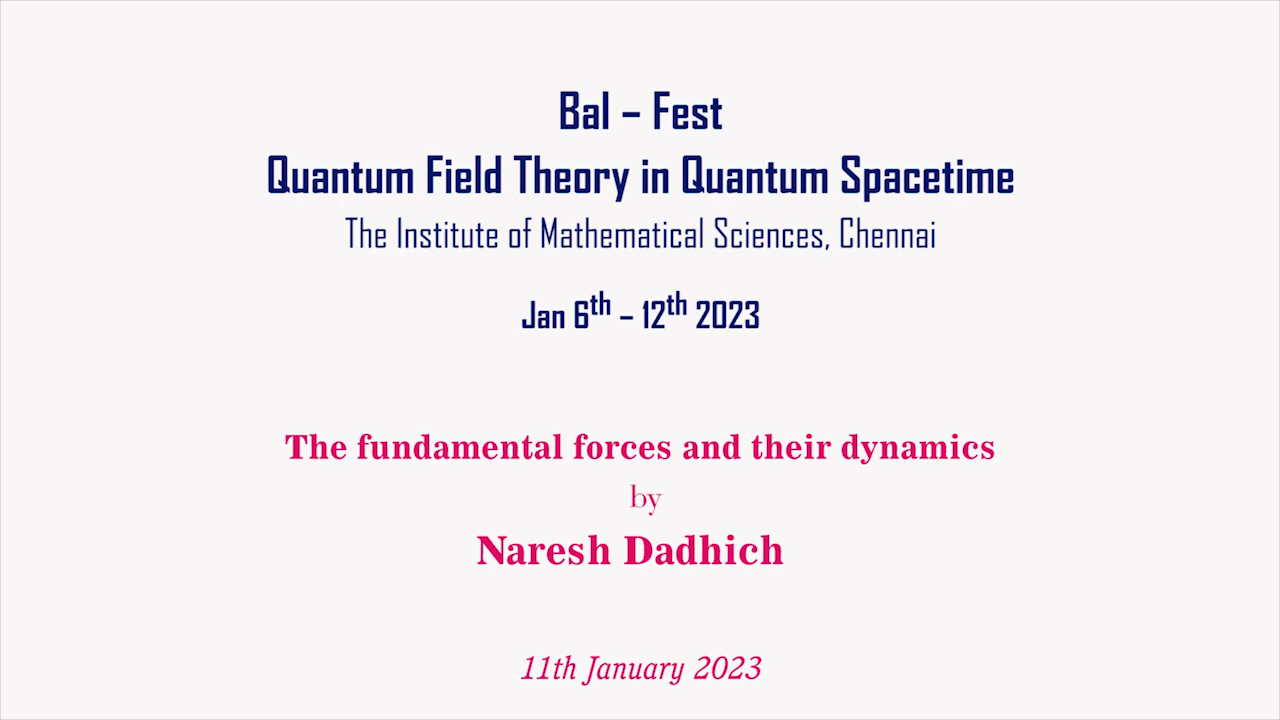 Bal – Fest
Quantum Field Theory in Quantum Spacetime
The Institute of Mathematical Sciences, Chennai
Jan 6th – 12th 2023
The fundamental forces and their dynamics
by
Naresh Dadhich
11th January 2023